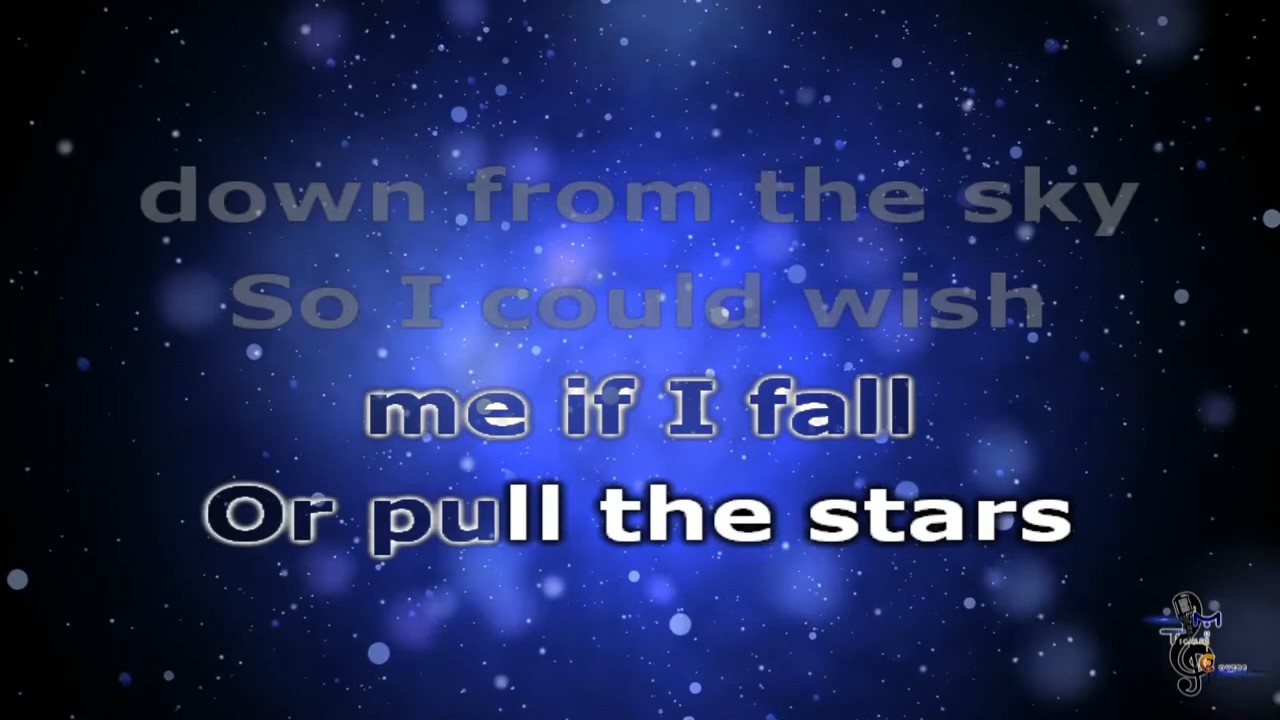 down from the sky
So I could wish
me if I fall
Or pull the stars